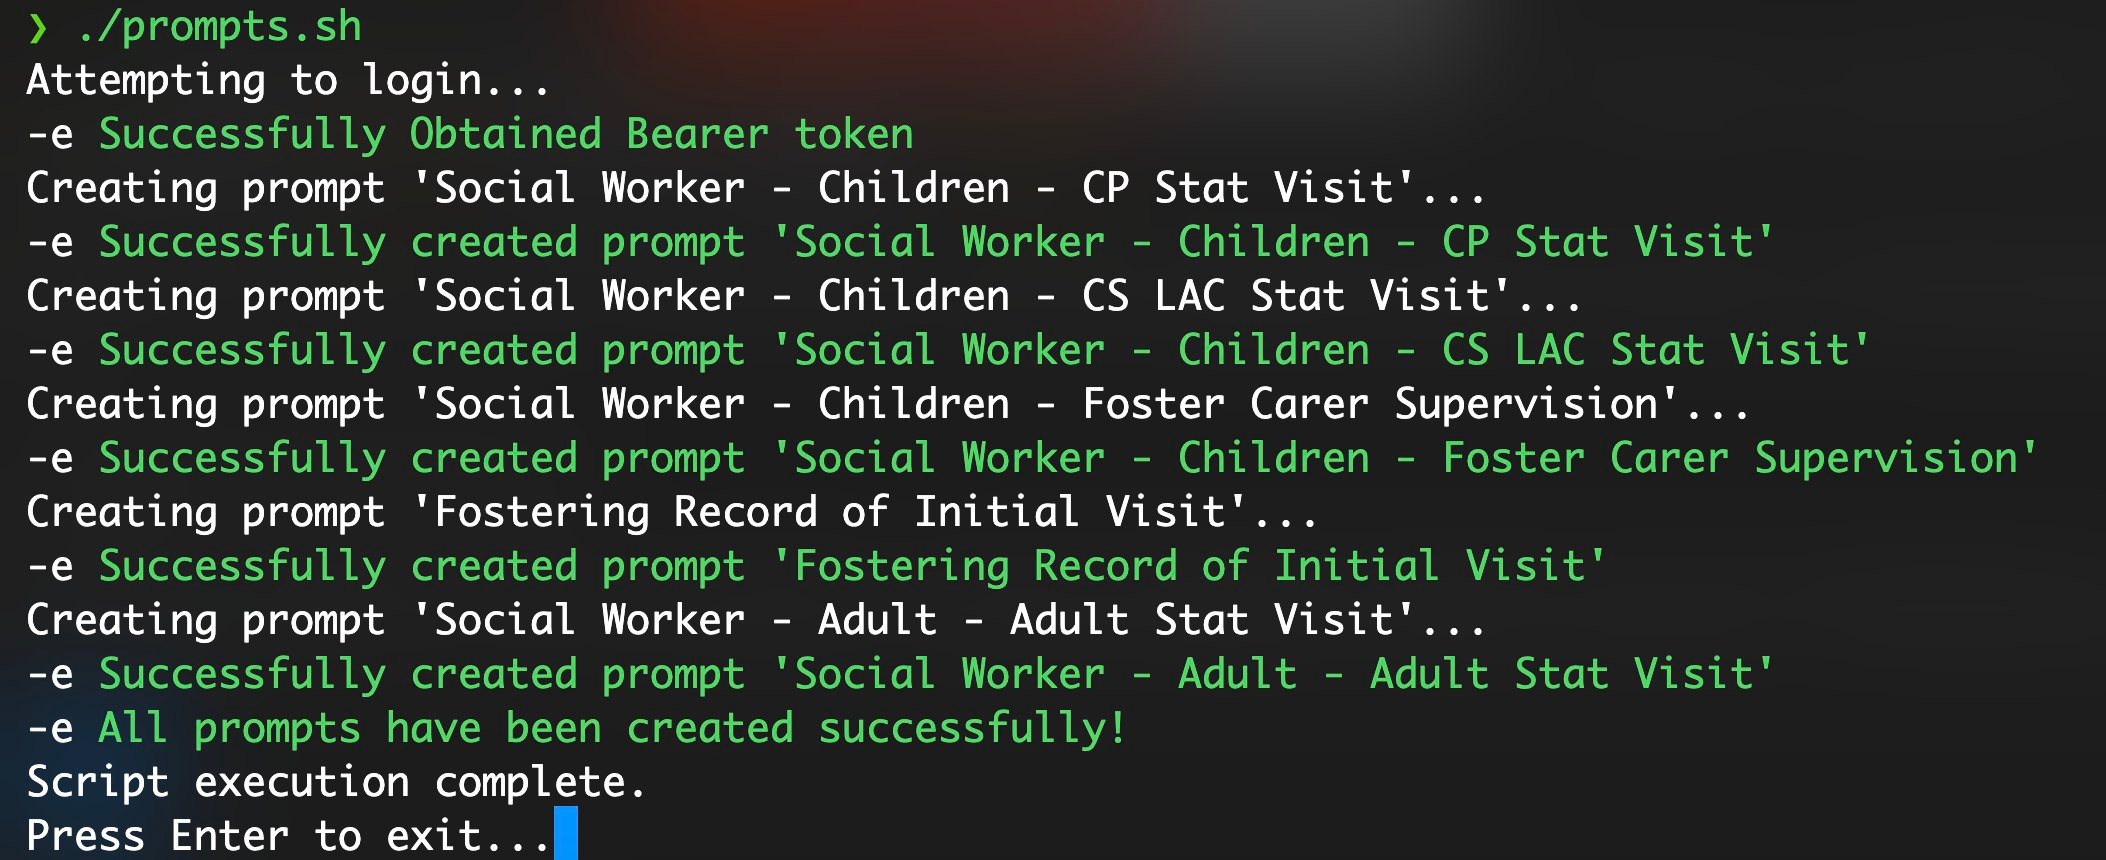 ❯ ./prompts.sh
Attempting to login...
-e Successfully Obtained Bearer token
Creating prompt 'Social Worker - Children - CP Stat Visit'...
-e Successfully created prompt 'Social Worker - Children - CP Stat Visit'
Creating prompt 'Social Worker - Children - CS LAC Stat Visit'...
-e Successfully created prompt 'Social Worker - Children - CS LAC Stat Visit'
Creating prompt 'Social Worker - Children - Foster Carer Supervision'...
-e Successfully created prompt 'Social Worker - Children - Foster Carer Supervision'
Creating prompt 'Fostering Record of Initial Visit'...
-e Successfully created prompt 'Fostering Record of Initial Visit'
Creating prompt 'Social Worker - Adult - Adult Stat Visit'...
-e Successfully created prompt 'Social Worker - Adult - Adult Stat Visit'
-e All prompts have been created successfully!
Script execution complete.
Press Enter to exit...